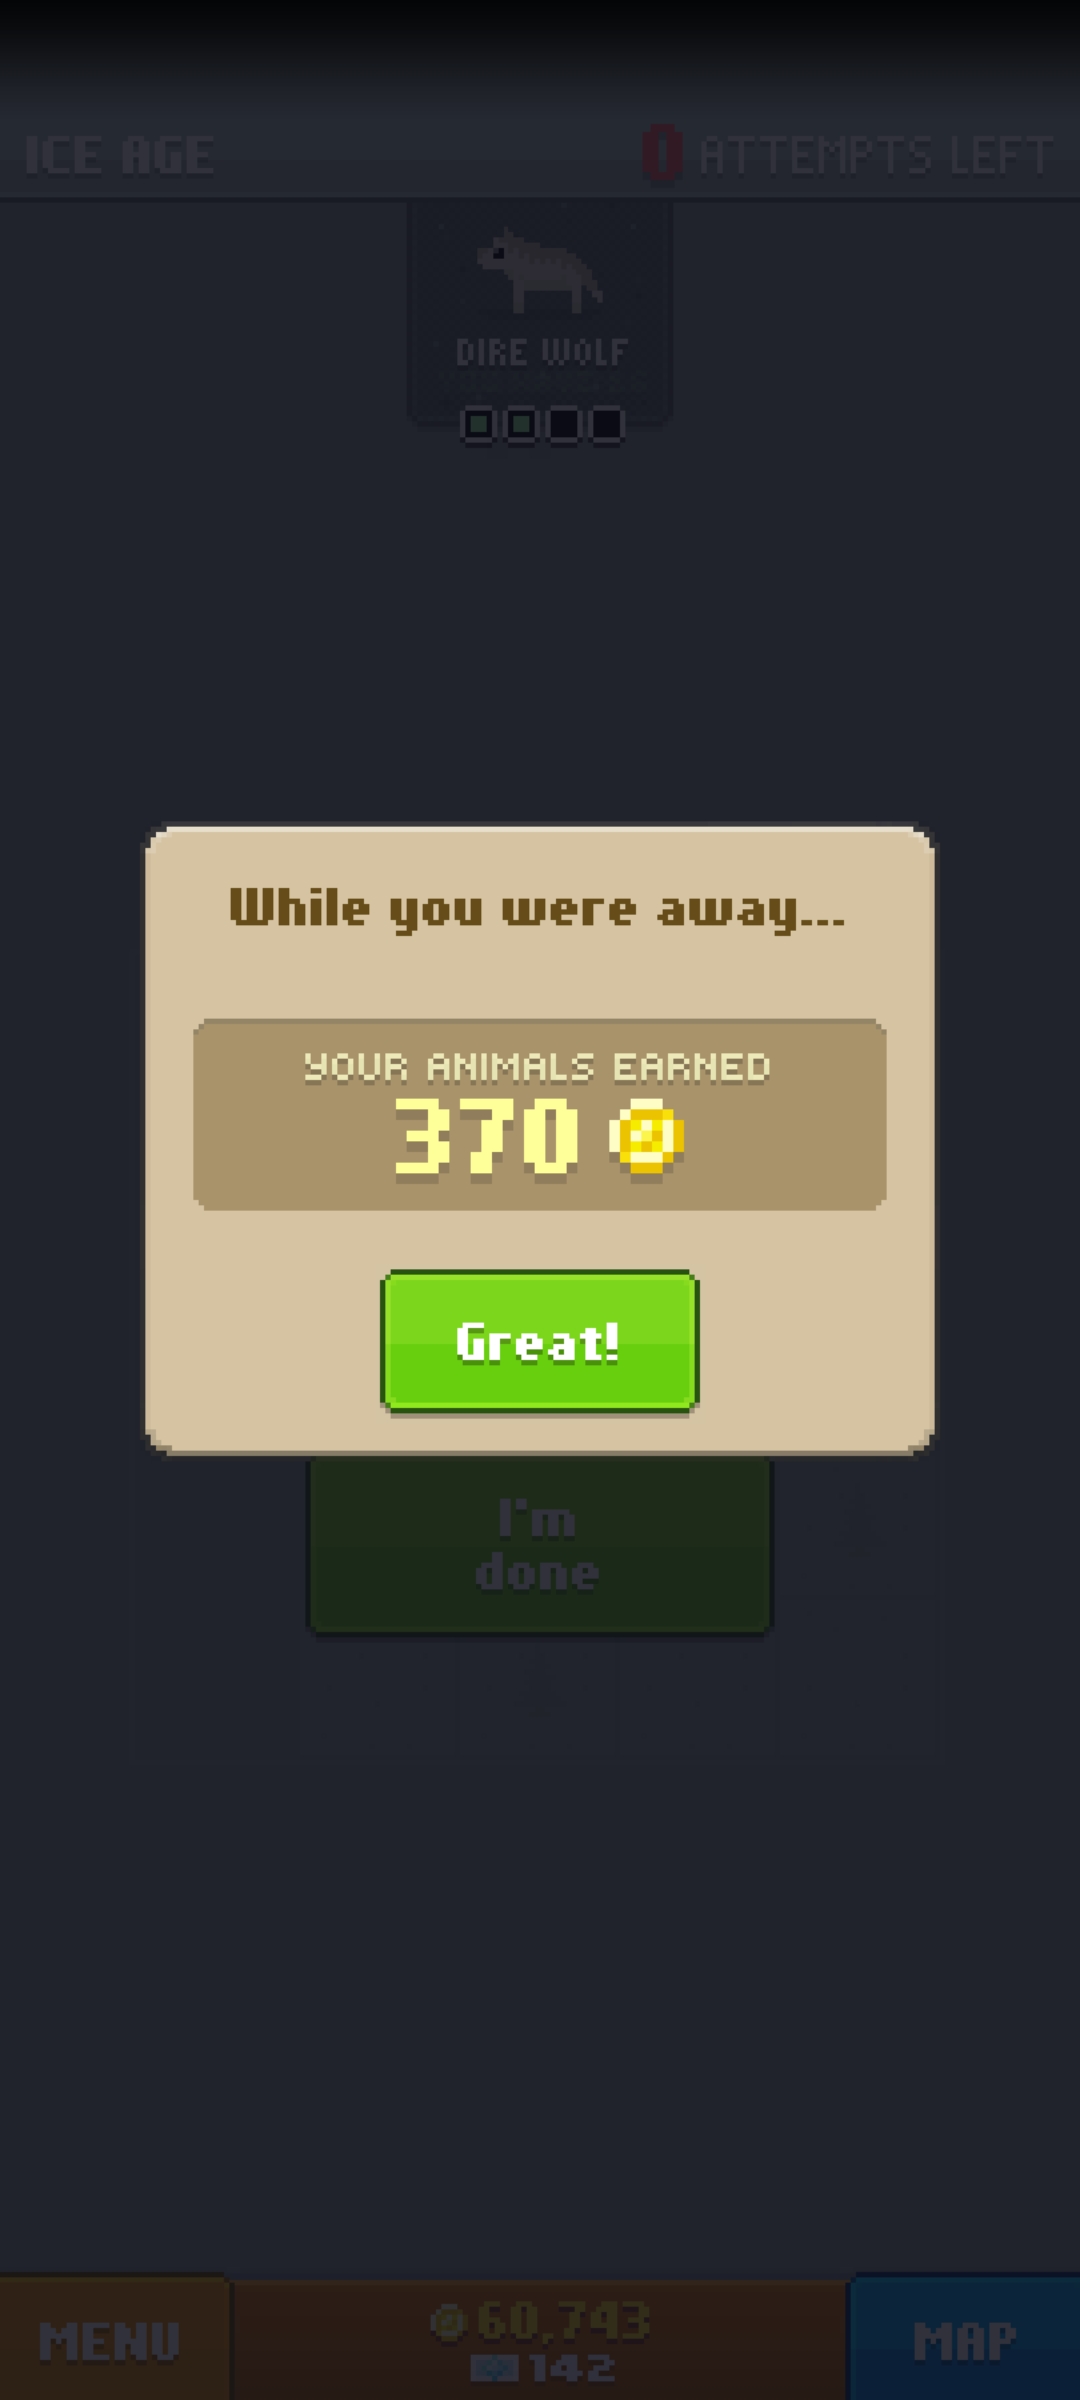 ICE AGE
0 ATTEMPTS LEFT
DIRE WOLF
While you were away...
YOUR ANIMALS EARNED
370
Great!
I'm
done
MENU
60,743
142
MAP